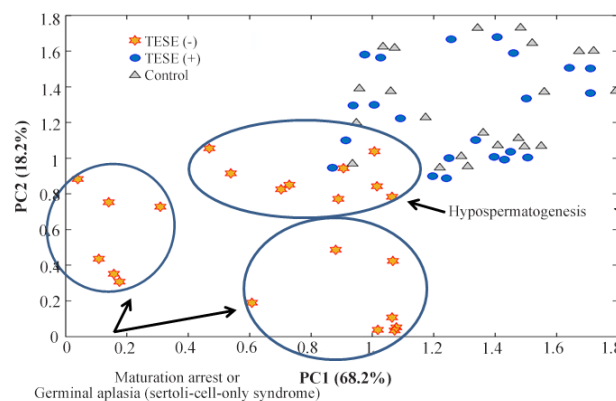 1.8
1.6
1.4
1.2
1
0.8
0.6
0.4
0.2
0
PC2 (18.2%)
TESE (-)
TESE (+)
Control
Hypospermatogenesis
0 0.2 0.4 0.6 0.8 1 1.2 1.4 1.6 1.8
PC1 (68.2%)
Maturation arrest or
Germinal aplasia (sertoli-cell-only syndrome)